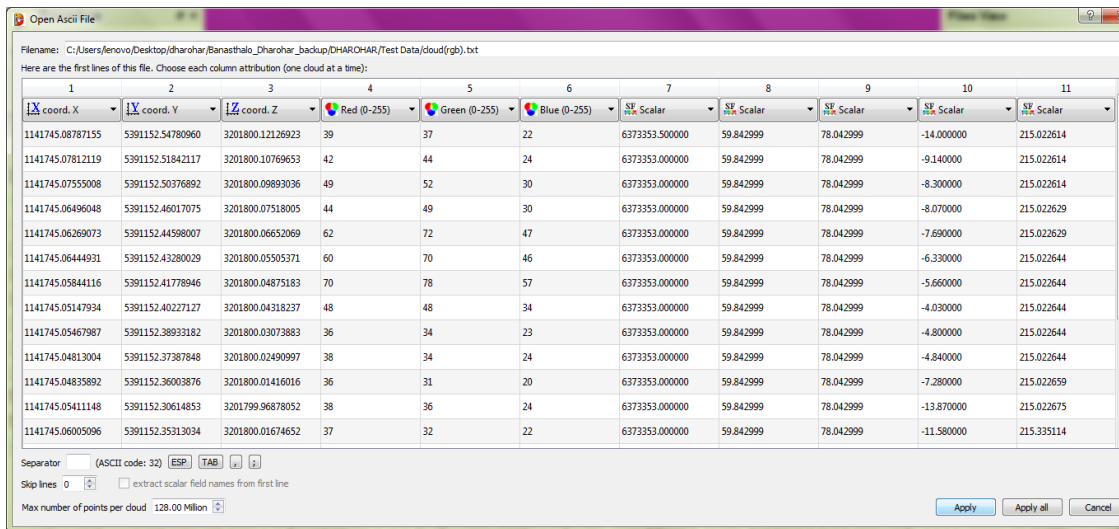 Open Ascii File
Filename: C:/Users/lenovo/Desktop/dharohar/Banasthalo_Dharohar_backup/DHAROHAR/Test Data/cloud(rgb).txt
Here are the first lines of this file. Choose each column attribution (one cloud at a time):
1 2 3 4 5 6 7 8 9 10 11
X coord. X Y coord. Y Z coord. Z Red (0-255) Green (0-255) Blue (0-255) SF Scalar SF Scalar SF Scalar SF Scalar SF Scalar
1141745.08787155 5391152.54780960 3201800.12126923 39 37 22 6373353.500000 59.842999 78.042999 -14.000000 215.022614
1141745.07812119 5391152.51842117 3201800.10769653 42 44 24 6373353.000000 59.842999 78.042999 -9.140000 215.022614
1141745.07555008 5391152.50376892 3201800.09893036 49 52 30 6373353.000000 59.842999 78.042999 -8.300000 215.022614
1141745.06496048 5391152.46017075 3201800.07518005 44 49 30 6373353.000000 59.842999 78.042999 -8.070000 215.022629
1141745.06269073 5391152.44598007 3201800.06652069 62 72 47 6373353.000000 59.842999 78.042999 -7.690000 215.022629
1141745.06444931 5391152.43280029 3201800.05505371 60 70 46 6373353.000000 59.842999 78.042999 -6.330000 215.022644
1141745.05844116 5391152.41778946 3201800.04875183 70 78 57 6373353.000000 59.842999 78.042999 -5.660000 215.022644
1141745.05147934 5391152.40227127 3201800.04318237 48 48 34 6373353.000000 59.842999 78.042999 -4.030000 215.022644
1141745.05467987 5391152.38933182 3201800.03073883 36 34 23 6373353.000000 59.842999 78.042999 -4.800000 215.022644
1141745.04813004 5391152.37387848 3201800.02490997 38 34 24 6373353.000000 59.842999 78.042999 -4.840000 215.022644
1141745.04835892 5391152.36003876 3201800.01416016 36 31 20 6373353.000000 59.842999 78.042999 -7.280000 215.022659
1141745.05411148 5391152.30614853 3201799.96878052 38 36 24 6373353.000000 59.842999 78.042999 -13.870000 215.022675
1141745.06005096 5391152.35313034 3201800.01674652 37 32 22 6373353.000000 59.842999 78.042999 -11.580000 215.335114
Separator (ASCII code: 32) ESP TAB , ;
Skip lines 0 extract scalar field names from first line
Max number of points per cloud 128.00 Million Apply Apply all Cancel